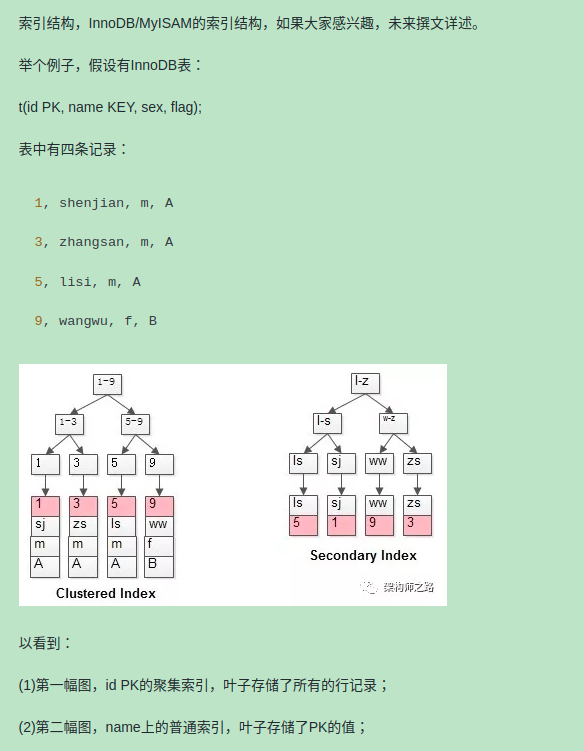 索引结构，InnoDB/MyISAM的索引结构，如果大家感兴趣，未来撰文详述。
举个例子，假设有InnoDB表：
t(id PK, name KEY, sex, flag);
表中有四条记录：
1, shenjian, m, A
3, zhangsan, m, A
5, lisi, m, A
9, wangwu, f, B
1-9
1-3 5-9
1 3 5 9
1 3 5 9
sj zs ls ww
m m m f
A A A B
Clustered Index
l-z
l-s w-z
ls sj ww zs
ls sj ww zs
5 1 9 3
Secondary Index
架构师之路
以看到：
(1)第一幅图，id PK的聚集索引，叶子存储了所有的行记录；
(2)第二幅图，name上的普通索引，叶子存储了PK的值；